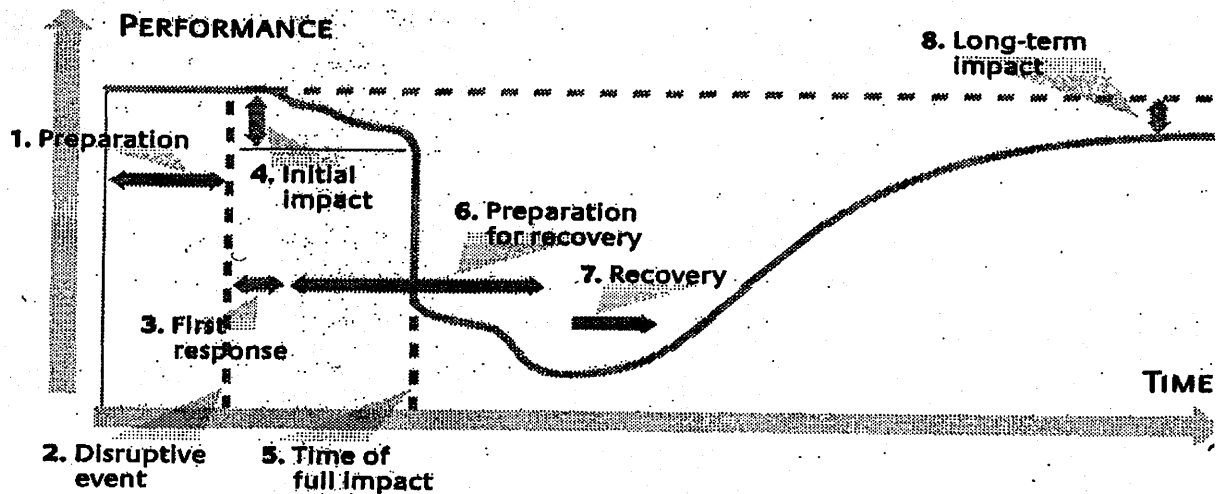 PERFORMANCE
8. Long-term
impact
1. Preparation
4. Initial
impact
6. Preparation
for recovery
7. Recovery
3. First
response
TIME
2. Disruptive
event
5. Time of
full impact